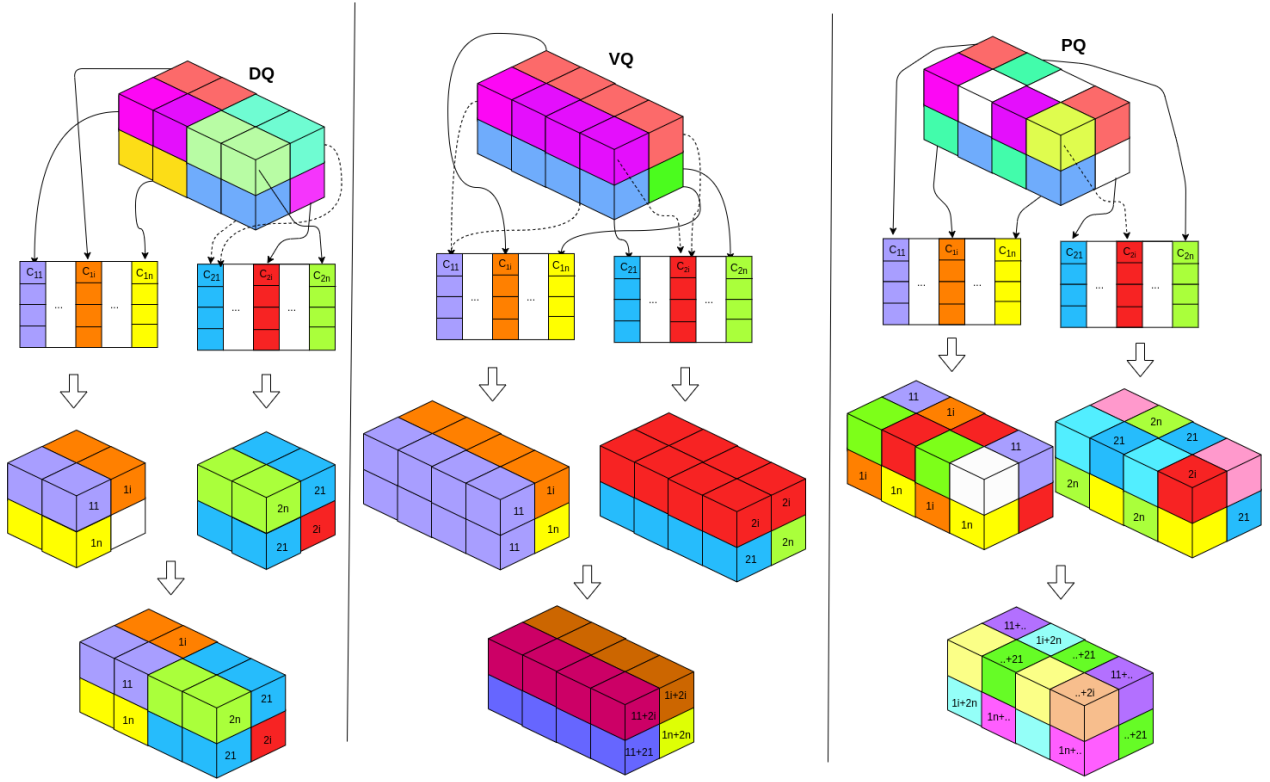 DQ
C11 ... C1i ... C1n
C21 ... C2i ... C2n
11
1i
1n
21
2n
2i
21
1i
11
21
1n
2n
2i
21
VQ
C11 ... C1i ... C1n
C21 ... C2i ... C2n
1i
11
1n
11
2i
2i
2n
21
1i+2i
11+2i
1n+2n
11+21
PQ
C11 ... C1i ... C1n
C21 ... C2i ... C2n
11
1i
11
1i
1n
1i
1n
2n
21
21
2i
2n
2n
21
11+..
1i+2n
..+21
..+21
11+..
..+2i
1i+2n
1n+..
..+21
1n+..